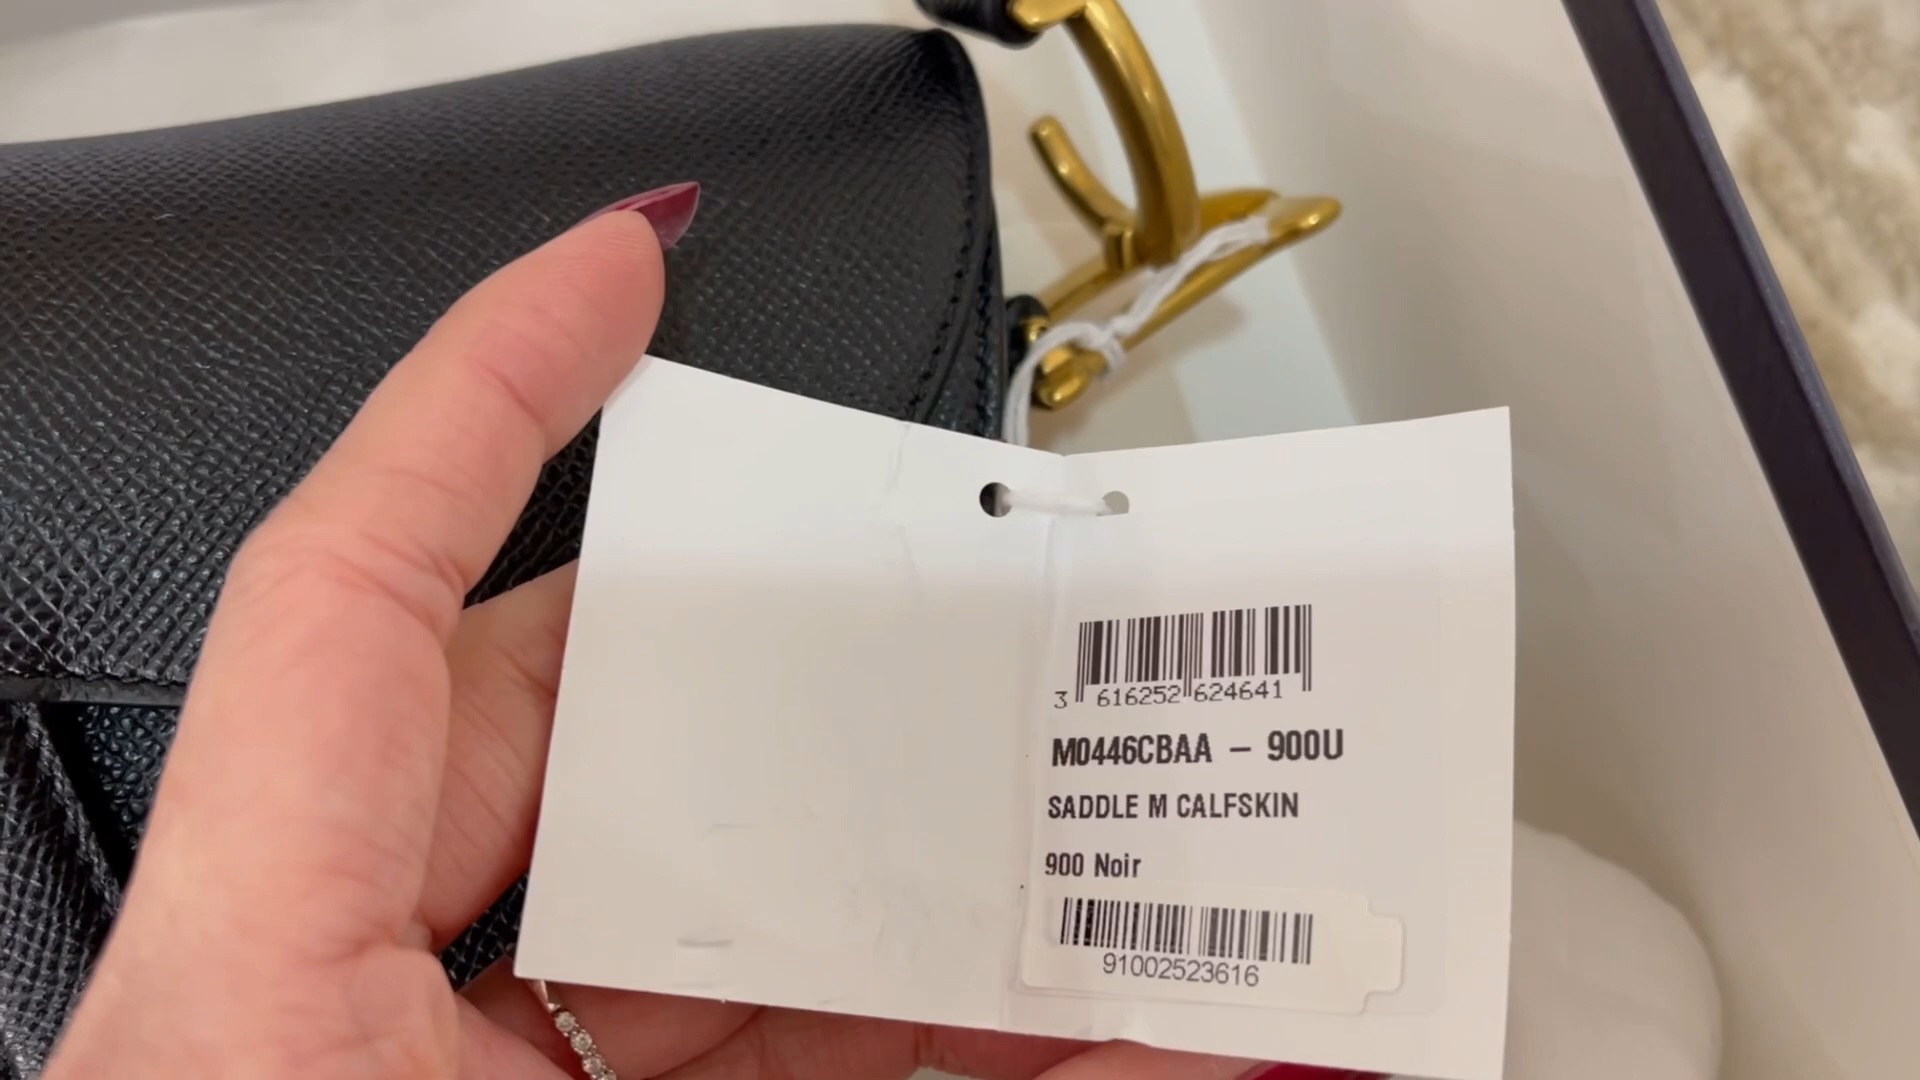 3 616252 624641
M0446CBAA – 900U
SADDLE M CALFSKIN
900 Noir
91002523616